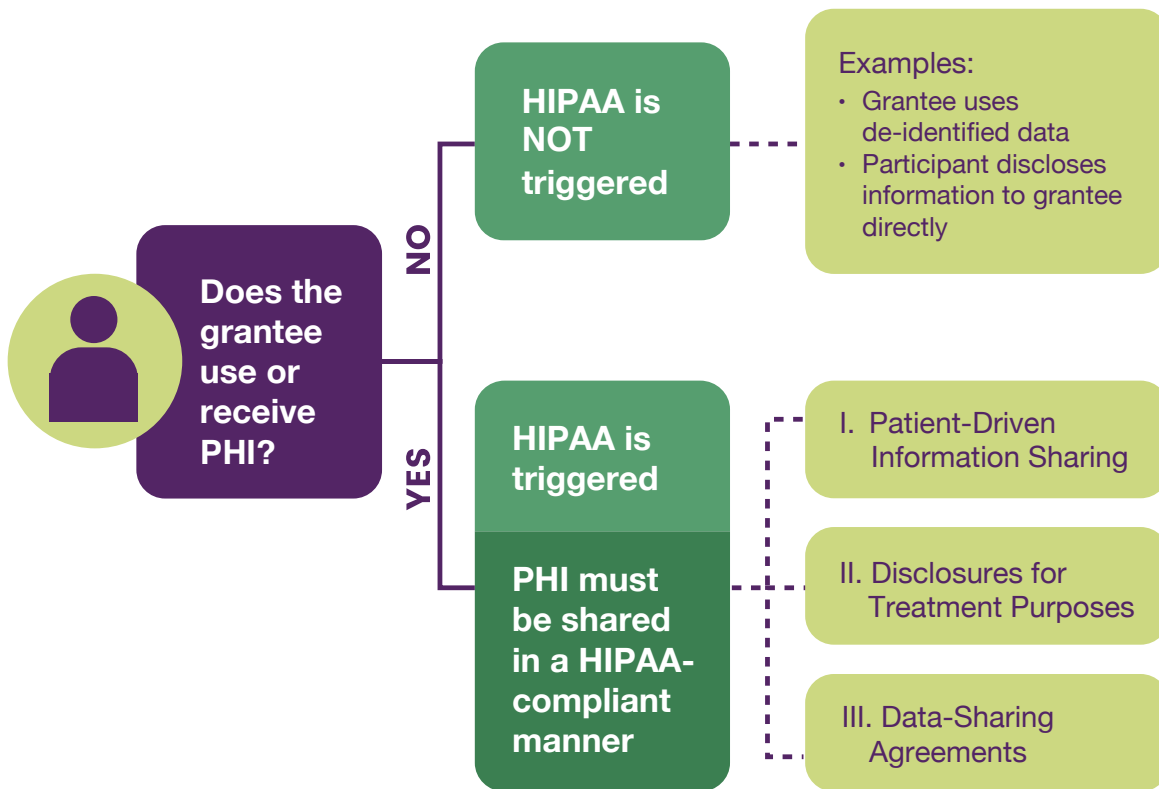 Does the
grantee
use or
receive
PHI?
NO
HIPAA is
NOT
triggered
Examples:
• Grantee uses
de-identified data
• Participant discloses
information to grantee
directly
YES
HIPAA is
triggered
PHI must
be shared
in a HIPAA-
compliant
manner
I. Patient-Driven
Information Sharing
II. Disclosures for
Treatment Purposes
III. Data-Sharing
Agreements